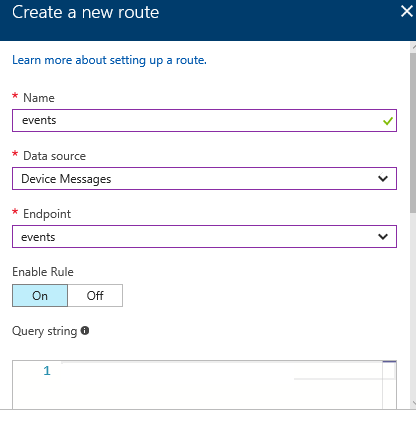 Create a new route
Learn more about setting up a route.
* Name
events
* Data source
Device Messages
* Endpoint
events
Enable Rule
On Off
Query string
1